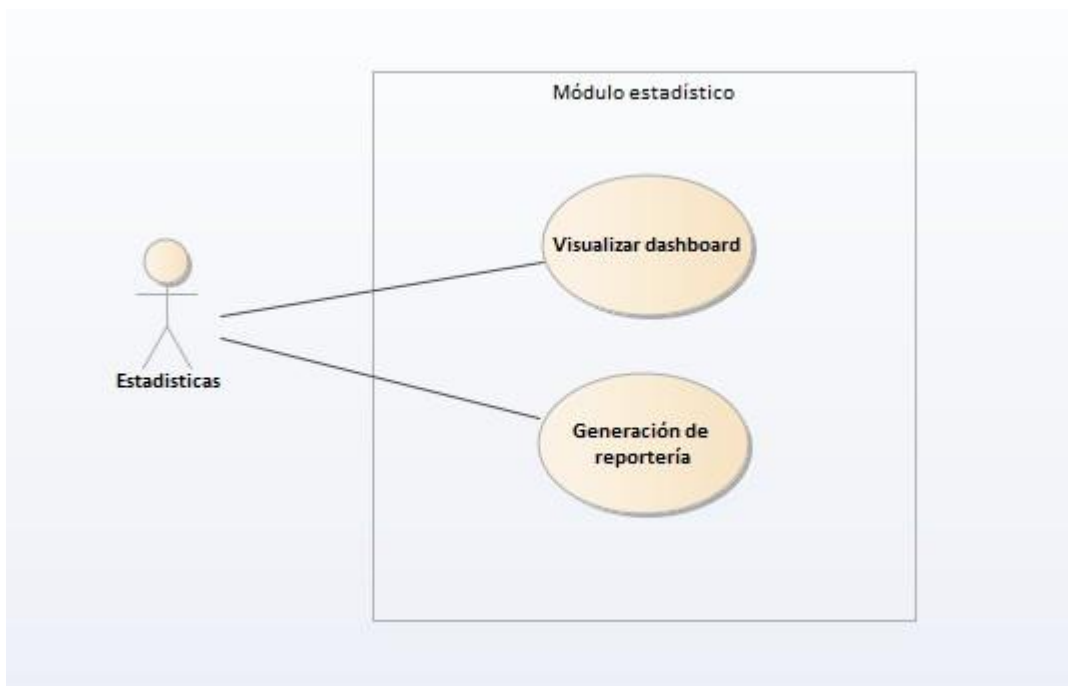 Módulo estadístico
Visualizar dashboard
Estadisticas
Generación de
reportería